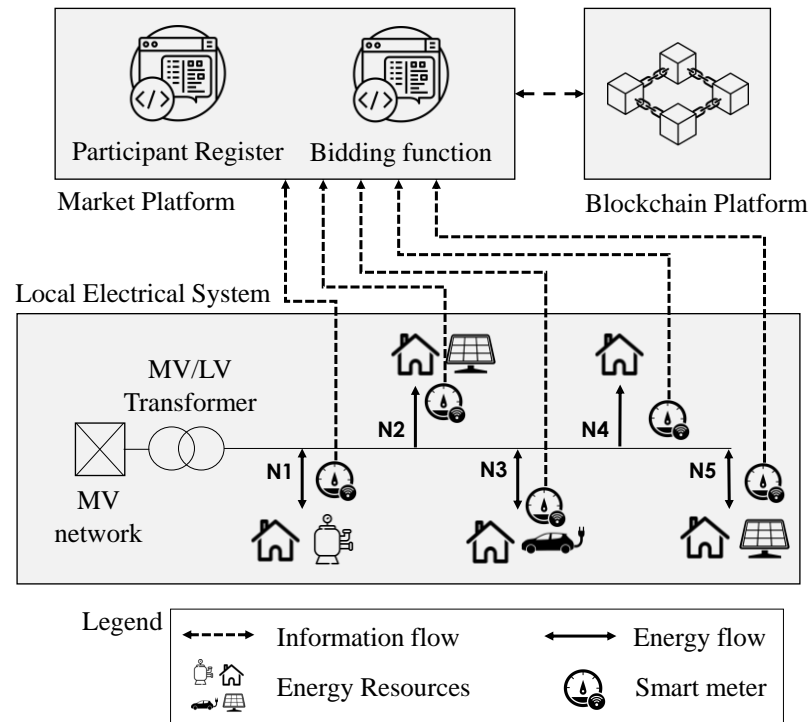 </>
</>
Participant Register
Bidding function
Market Platform
Blockchain Platform
Local Electrical System
MV/LV
Transformer
N2
N4
N1
N3
N5
MV
network
Legend
Information flow
Energy flow
Energy Resources
Smart meter